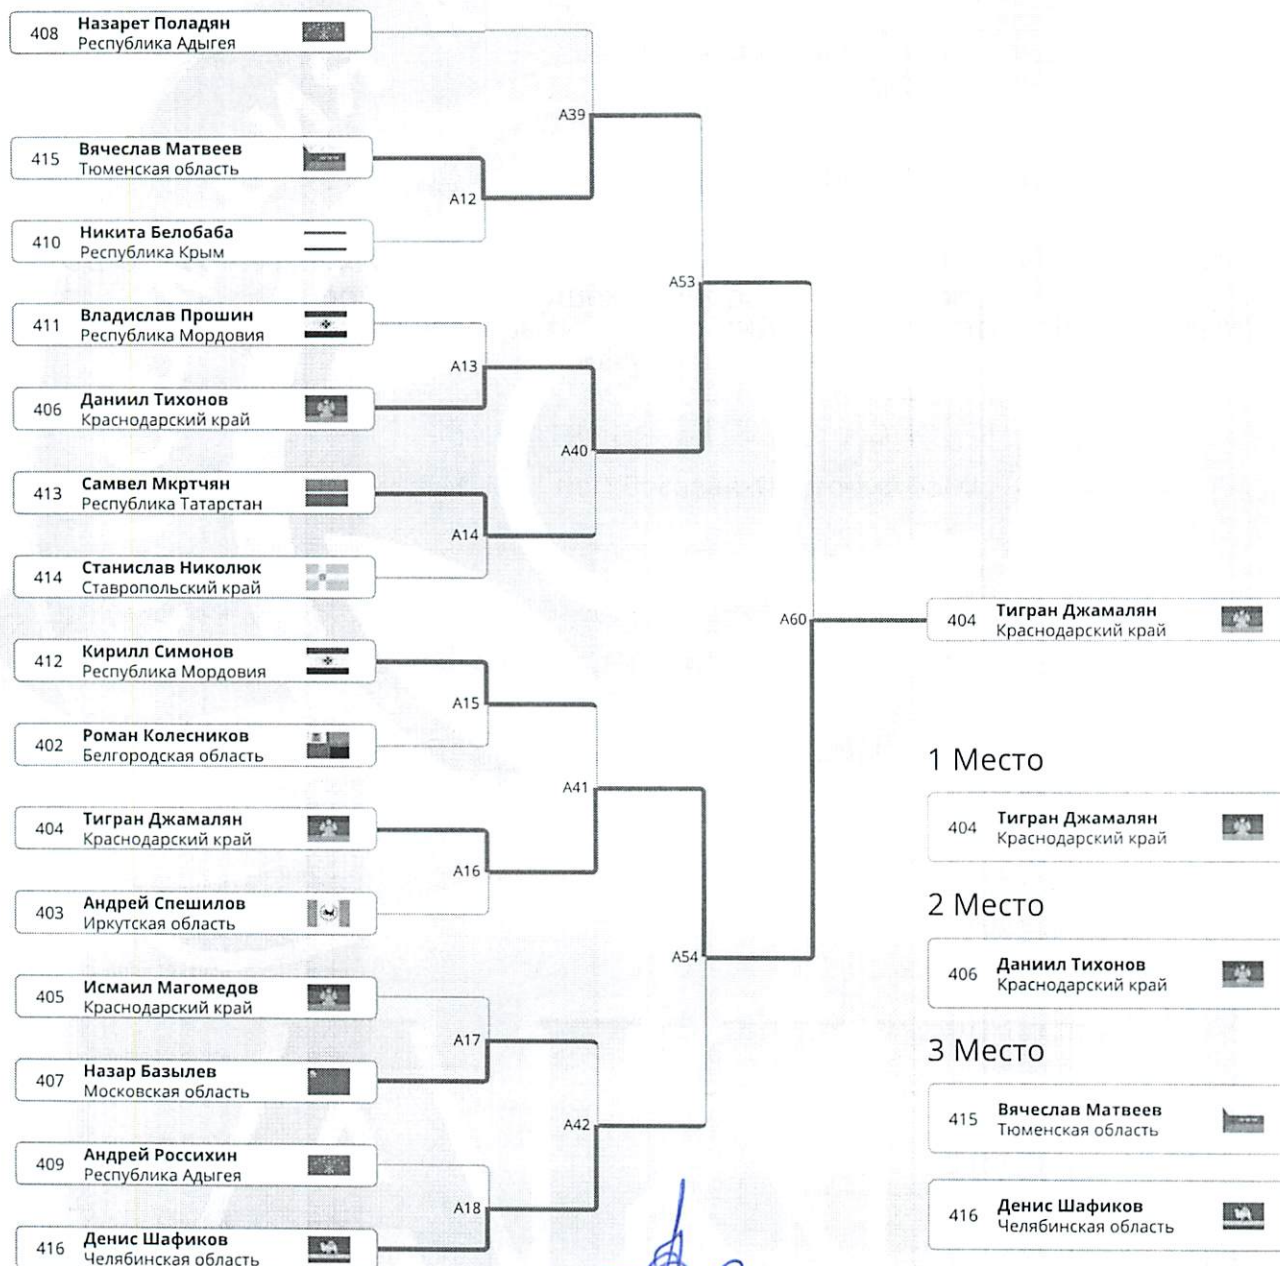 408 Назарет Поладян
Республика Адыгея
A39
415 Вячеслав Матвеев
Тюменская область
A12
410 Никита Белобаба
Республика Крым
A53
411 Владислав Прошин
Республика Мордовия
A13
406 Даниил Тихонов
Краснодарский край
A40
413 Самвел Мкртчян
Республика Татарстан
A14
414 Станислав Николюк
Ставропольский край
A60
404 Тигран Джамалян
Краснодарский край
412 Кирилл Симонов
Республика Мордовия
A15
402 Роман Колесников
Белгородская область
A41
404 Тигран Джамалян
Краснодарский край
A16
403 Андрей Спешилов
Иркутская область
A54
405 Исмаил Магомедов
Краснодарский край
A17
407 Назар Базылев
Московская область
A42
409 Андрей Россихин
Республика Адыгея
A18
416 Денис Шафиков
Челябинская область
1 Место
404 Тигран Джамалян
Краснодарский край
2 Место
406 Даниил Тихонов
Краснодарский край
3 Место
415 Вячеслав Матвеев
Тюменская область
416 Денис Шафиков
Челябинская область